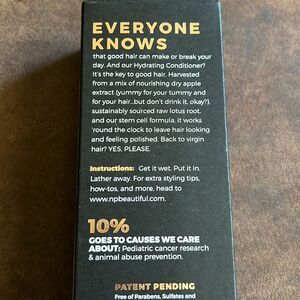 EVERYONE
KNOWS
that good hair can make or break your
day. And our Hydrating Conditioner?
It's the key to good hair. Harvested
from a mix of nourishing dry apple
extract (yummy for your tummy and
for your hair...but don't drink it, okay?),
sustainably sourced raw lotus root,
and our stem cell formula, it works
'round the clock to leave hair looking
and feeling polished. Back to virgin
hair? YES, PLEASE.
Instructions: Get it wet. Put it in.
Lather away. For extra styling tips,
how-tos, and more, head to
www.npbeautiful.com.
10%
GOES TO CAUSES WE CARE
ABOUT: Pediatric cancer research
& animal abuse prevention.
PATENT PENDING
Free of Parabens, Sulfates and